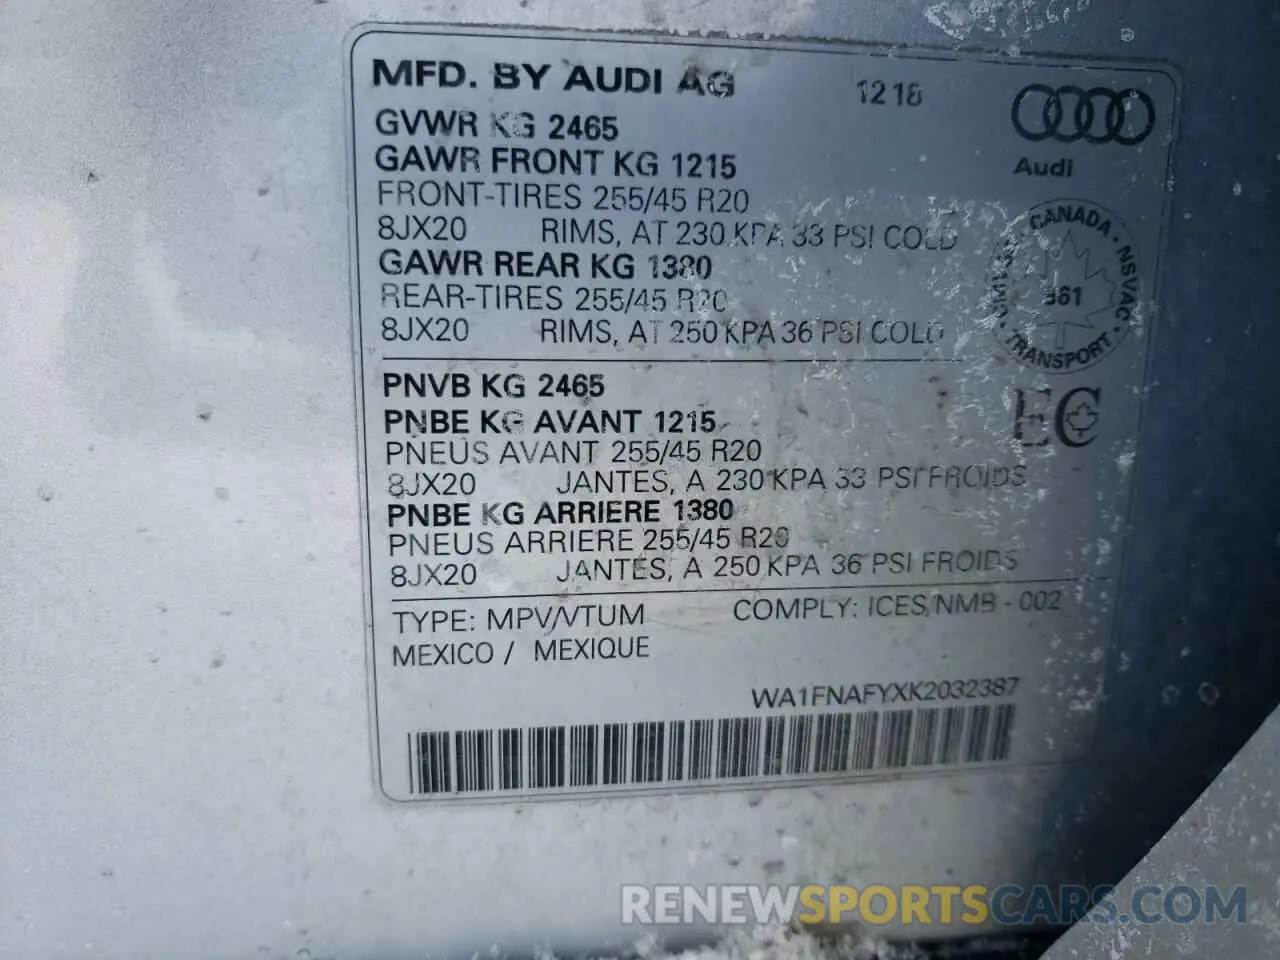 MFD. BY AUDI AG 12 18
GVWR KG 2465
GAWR FRONT KG 1215
Audi
FRONT-TIRES 255/45 R20
8JX20 RIMS, AT 230 KPA 33 PSI COLD
GAWR REAR KG 1380
REAR-TIRES 255/45 R20
8JX20 RIMS, AT 250 KPA 36 PSI COLD
CANADA · NSVAC · TRANSPORT ·
961
PNVB KG 2465
PNBE KG AVANT 1215
EC
PNEUS AVANT 255/45 R20
8JX20 JANTES, A 230 KPA 33 PSI FROIDS
PNBE KG ARRIERE 1380
PNEUS ARRIERE 255/45 R20
8JX20 JANTES, A 250 KPA 36 PSI FROIDS
TYPE: MPV/VTUM COMPLY: ICES/NMB - 002
MEXICO / MEXIQUE
WA1FNAFYXK2032387
RENEWSPORTSCARS.COM